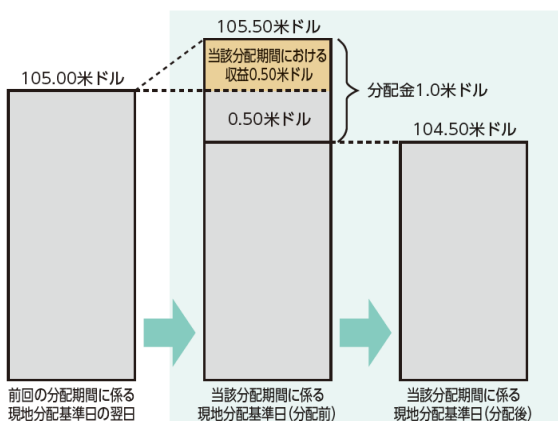 105.50米ドル
105.00米ドル
当該分配期間における
収益0.50米ドル
分配金1.0米ドル
0.50米ドル
104.50米ドル
前回の分配期間に係る
現地分配基準日の翌日
当該分配期間に係る
現地分配基準日(分配前)
当該分配期間に係る
現地分配基準日(分配後)